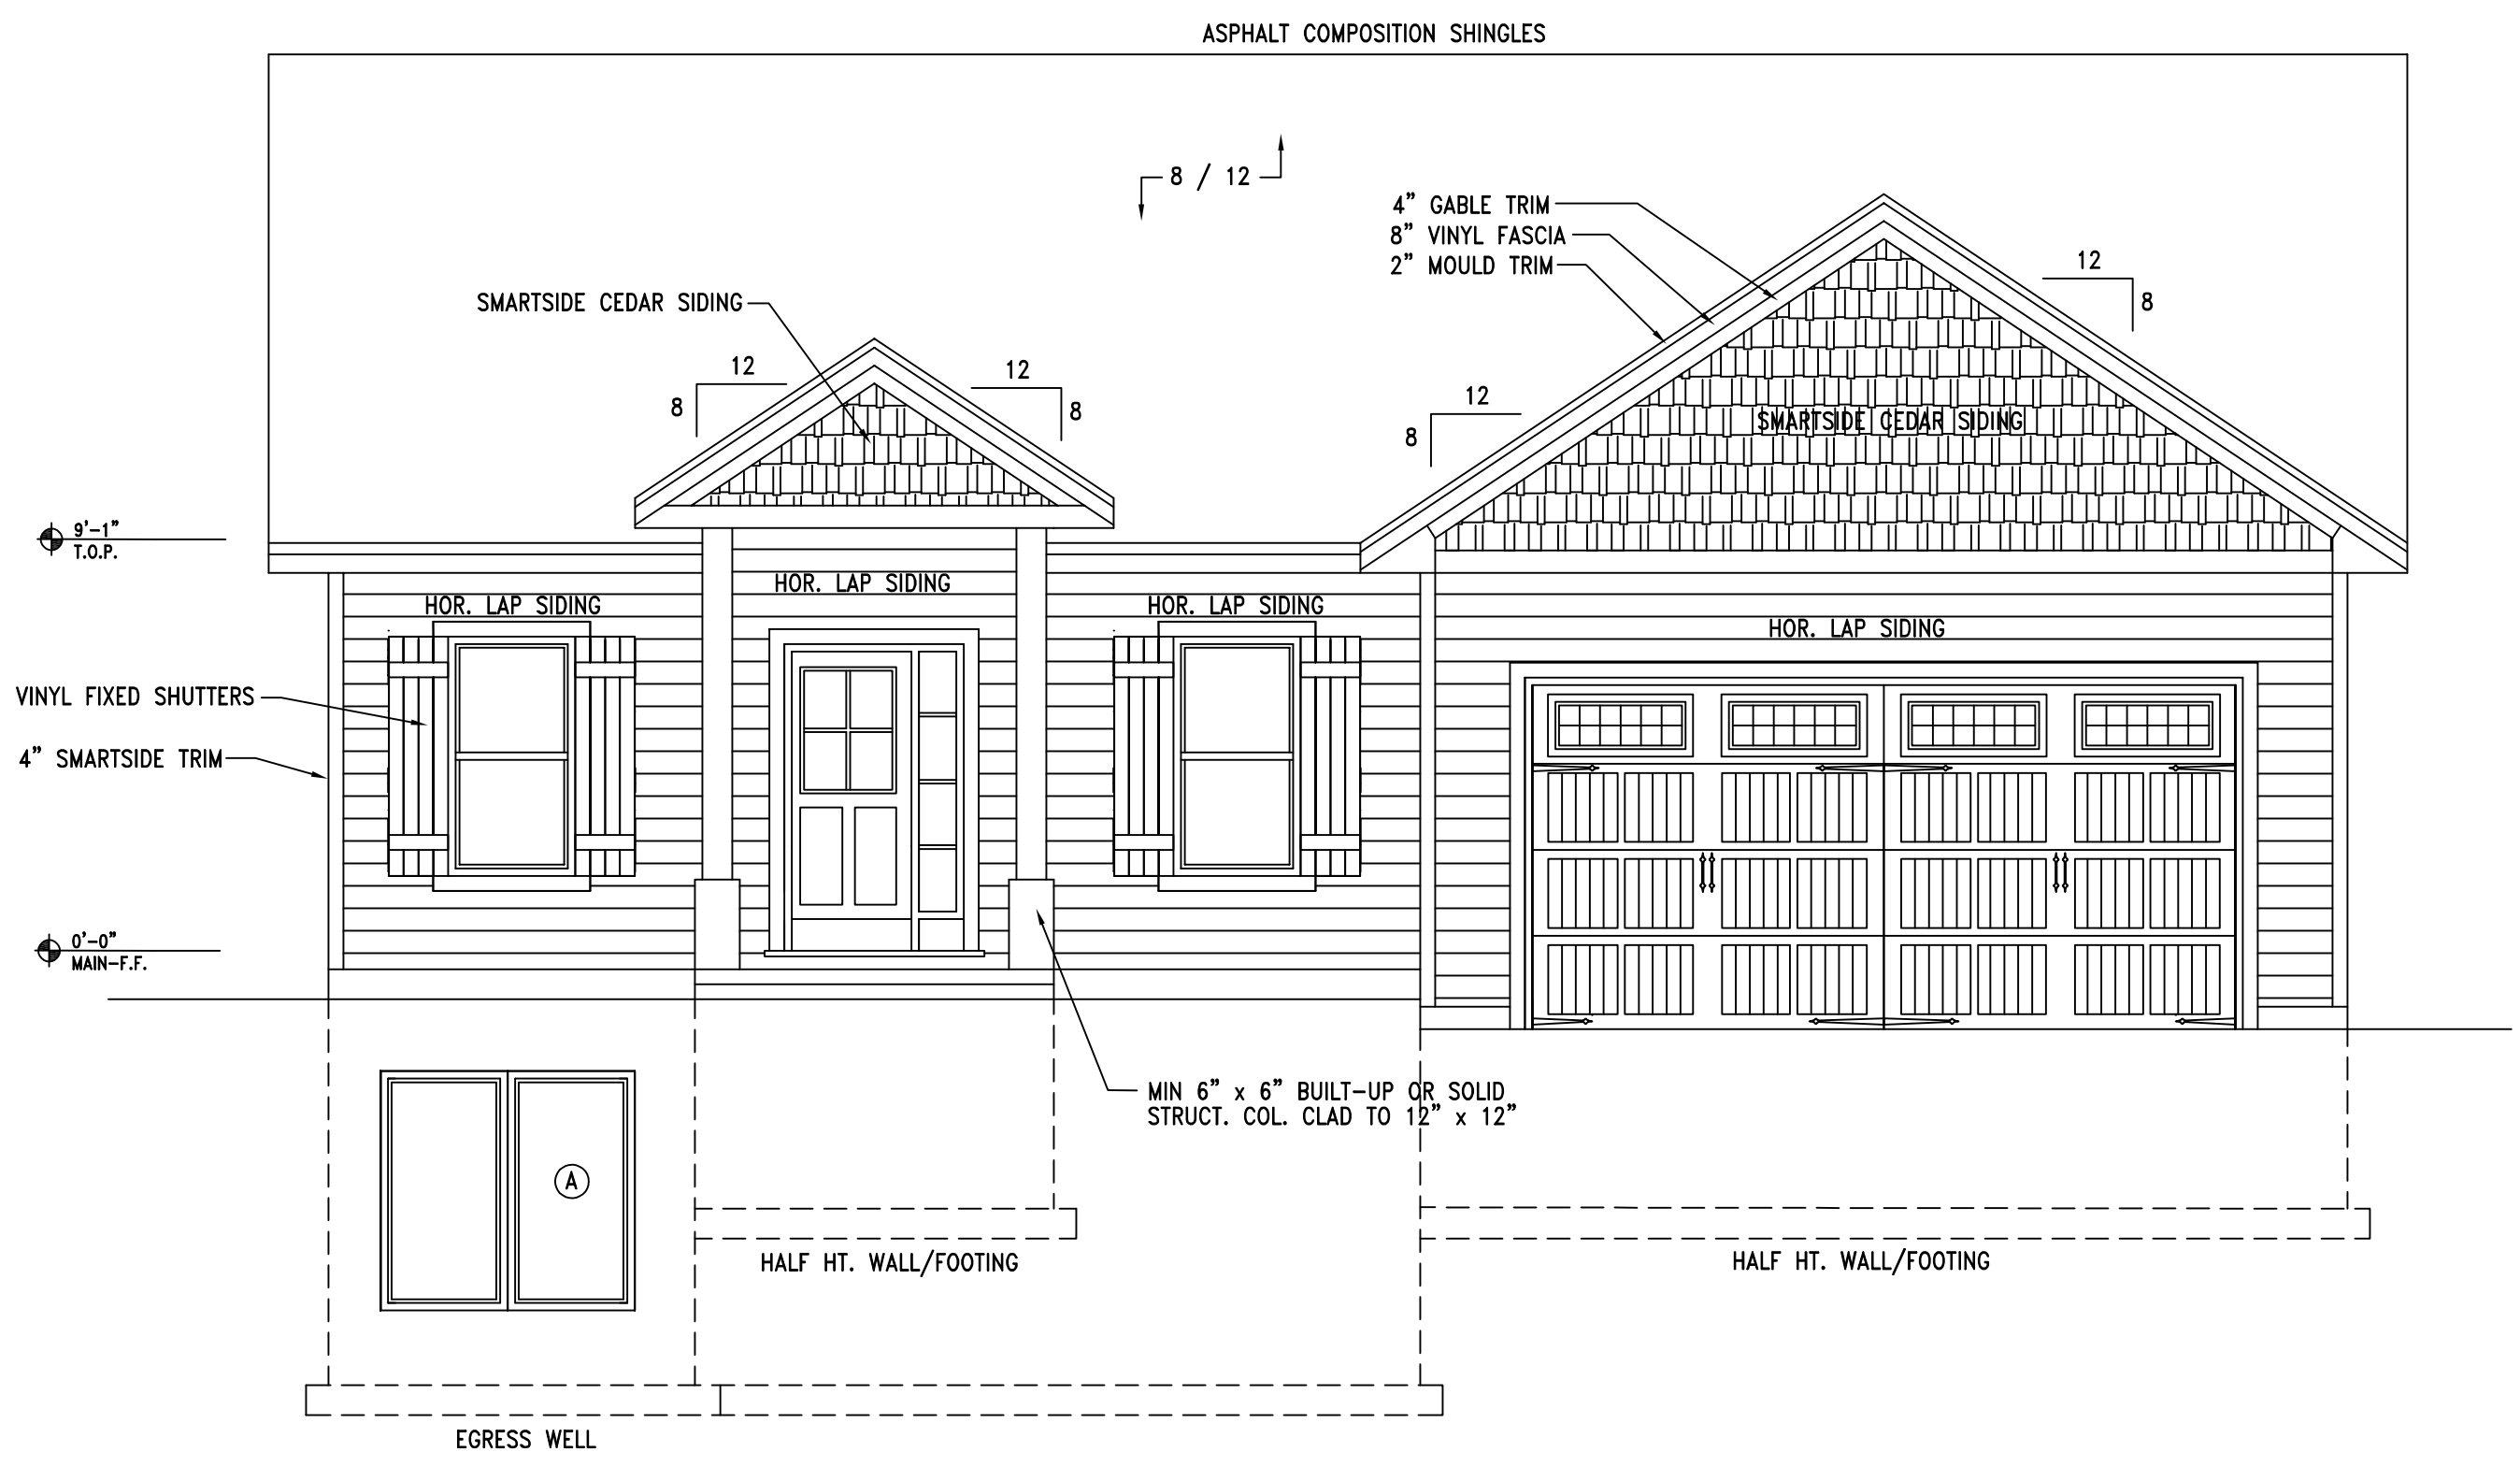 ASPHALT COMPOSITION SHINGLES
8 / 12
4” GABLE TRIM
8” VINYL FASCIA
2” MOULD TRIM
12
8
SMARTSIDE CEDAR SIDING
12
8
12
8
12
8
SMARTSIDE CEDAR SIDING
9’-1”
T.O.P.
HOR. LAP SIDING
HOR. LAP SIDING
HOR. LAP SIDING
HOR. LAP SIDING
VINYL FIXED SHUTTERS
4” SMARTSIDE TRIM
0’-0”
MAIN-F.F.
MIN 6” x 6” BUILT-UP OR SOLID
STRUCT. COL. CLAD TO 12” x 12”
A
HALF HT. WALL/FOOTING
HALF HT. WALL/FOOTING
EGRESS WELL